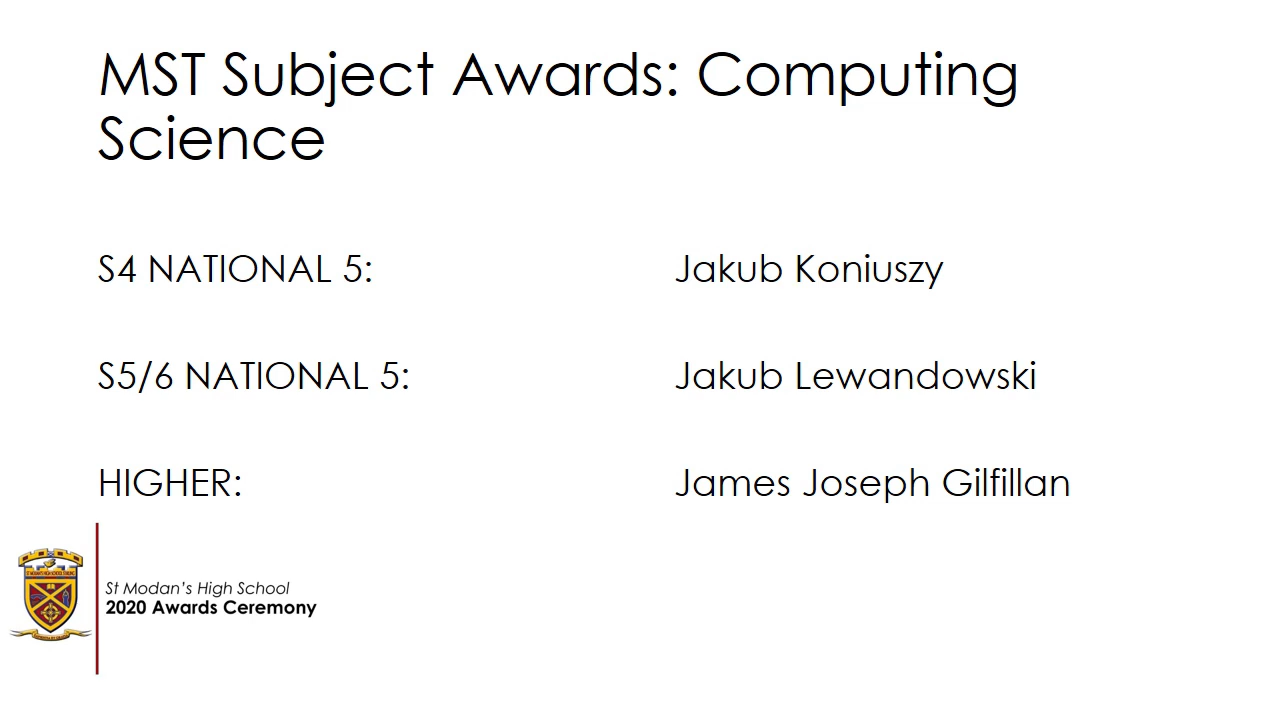 MST Subject Awards: Computing
Science
S4 NATIONAL 5: Jakub Koniuszy
S5/6 NATIONAL 5: Jakub Lewandowski
HIGHER: James Joseph Gilfillan
St Modan's High School
2020 Awards Ceremony